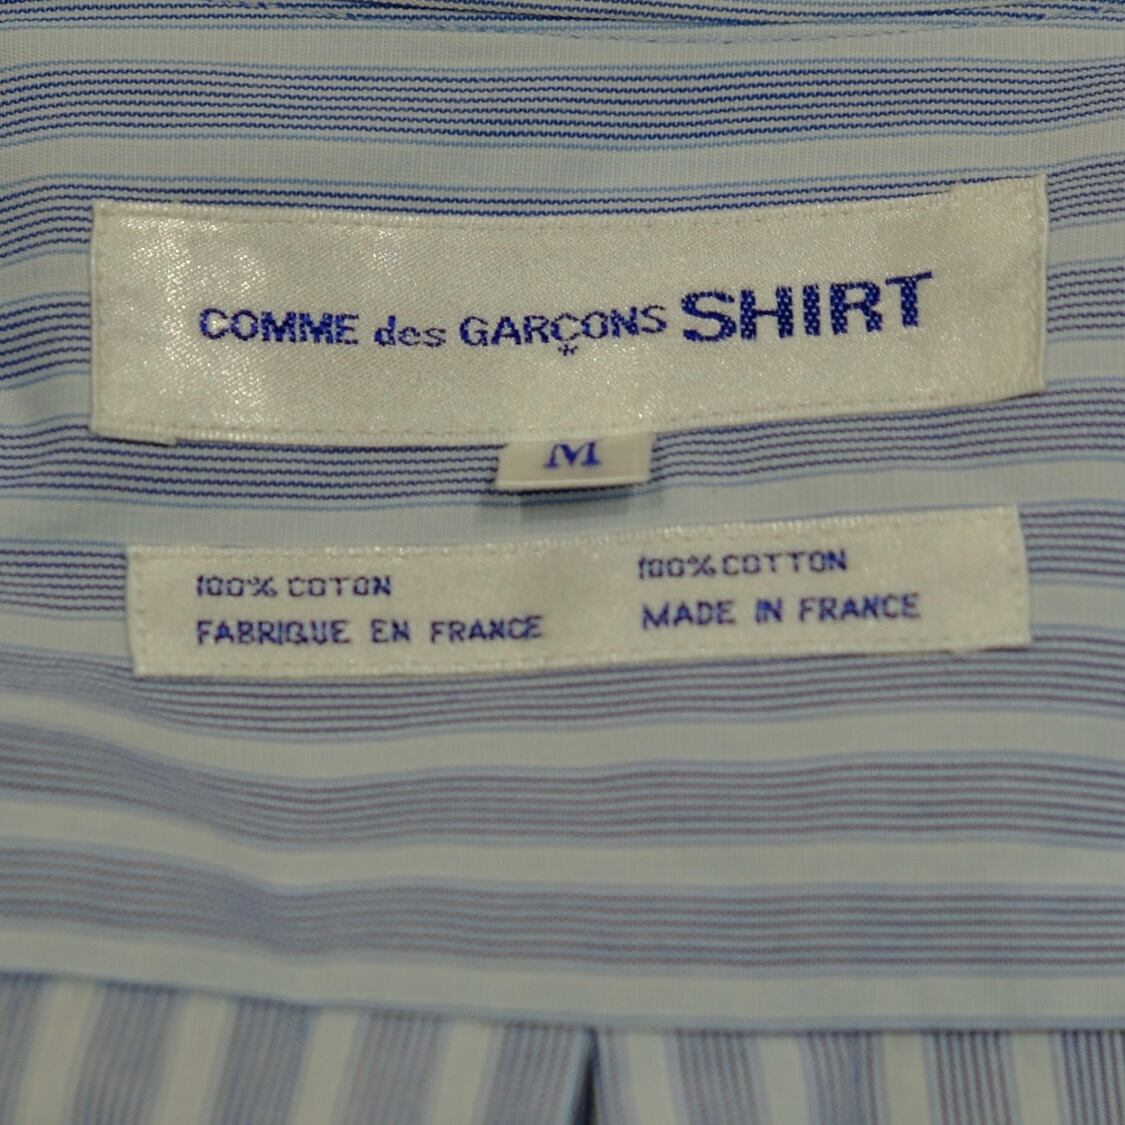 COMME des GARÇONS SHIRT
M
100% COTON
FABRIQUE EN FRANCE
100% COTTON
MADE IN FRANCE